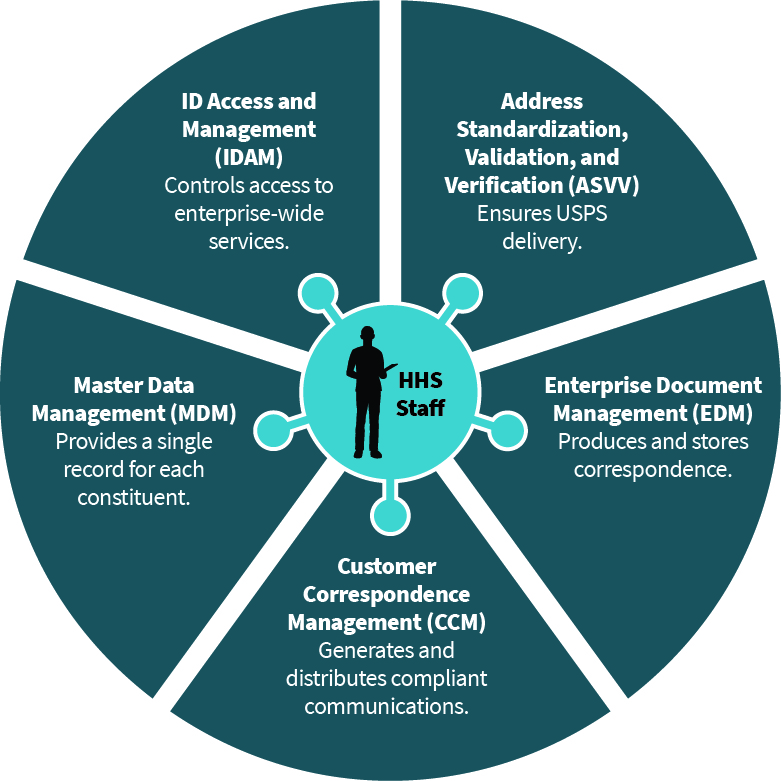 ID Access and
Management
(IDAM)
Controls access to
enterprise-wide
services.
Address
Standardization,
Validation, and
Verification (ASVV)
Ensures USPS
delivery.
Master Data
Management (MDM)
Provides a single
record for each
constituent.
HHS
Staff
Enterprise Document
Management (EDM)
Produces and stores
correspondence.
Customer
Correspondence
Management (CCM)
Generates and
distributes compliant
communications.